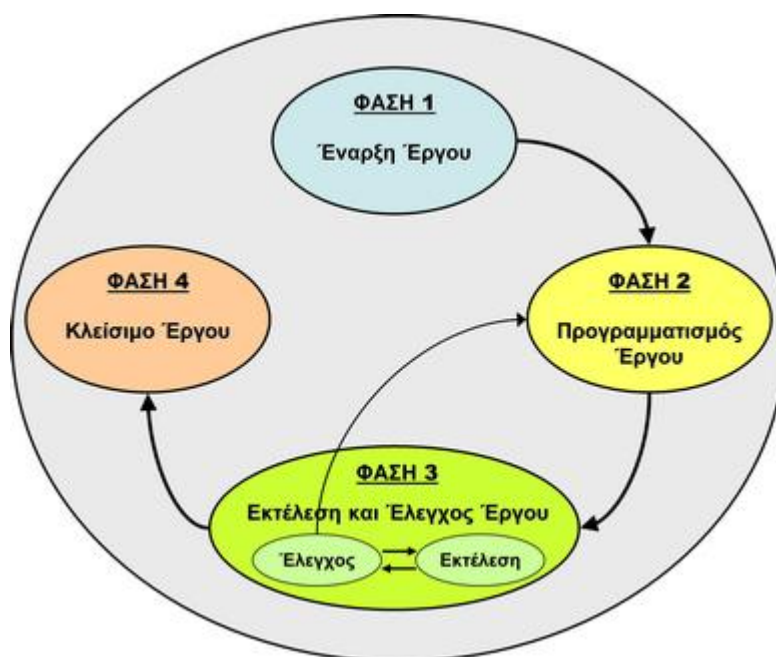 ΦΑΣΗ 1
Έναρξη Έργου
ΦΑΣΗ 2
Προγραμματισμός
Έργου
ΦΑΣΗ 3
Εκτέλεση και Έλεγχος Έργου
Έλεγχος
Εκτέλεση
ΦΑΣΗ 4
Κλείσιμο Έργου